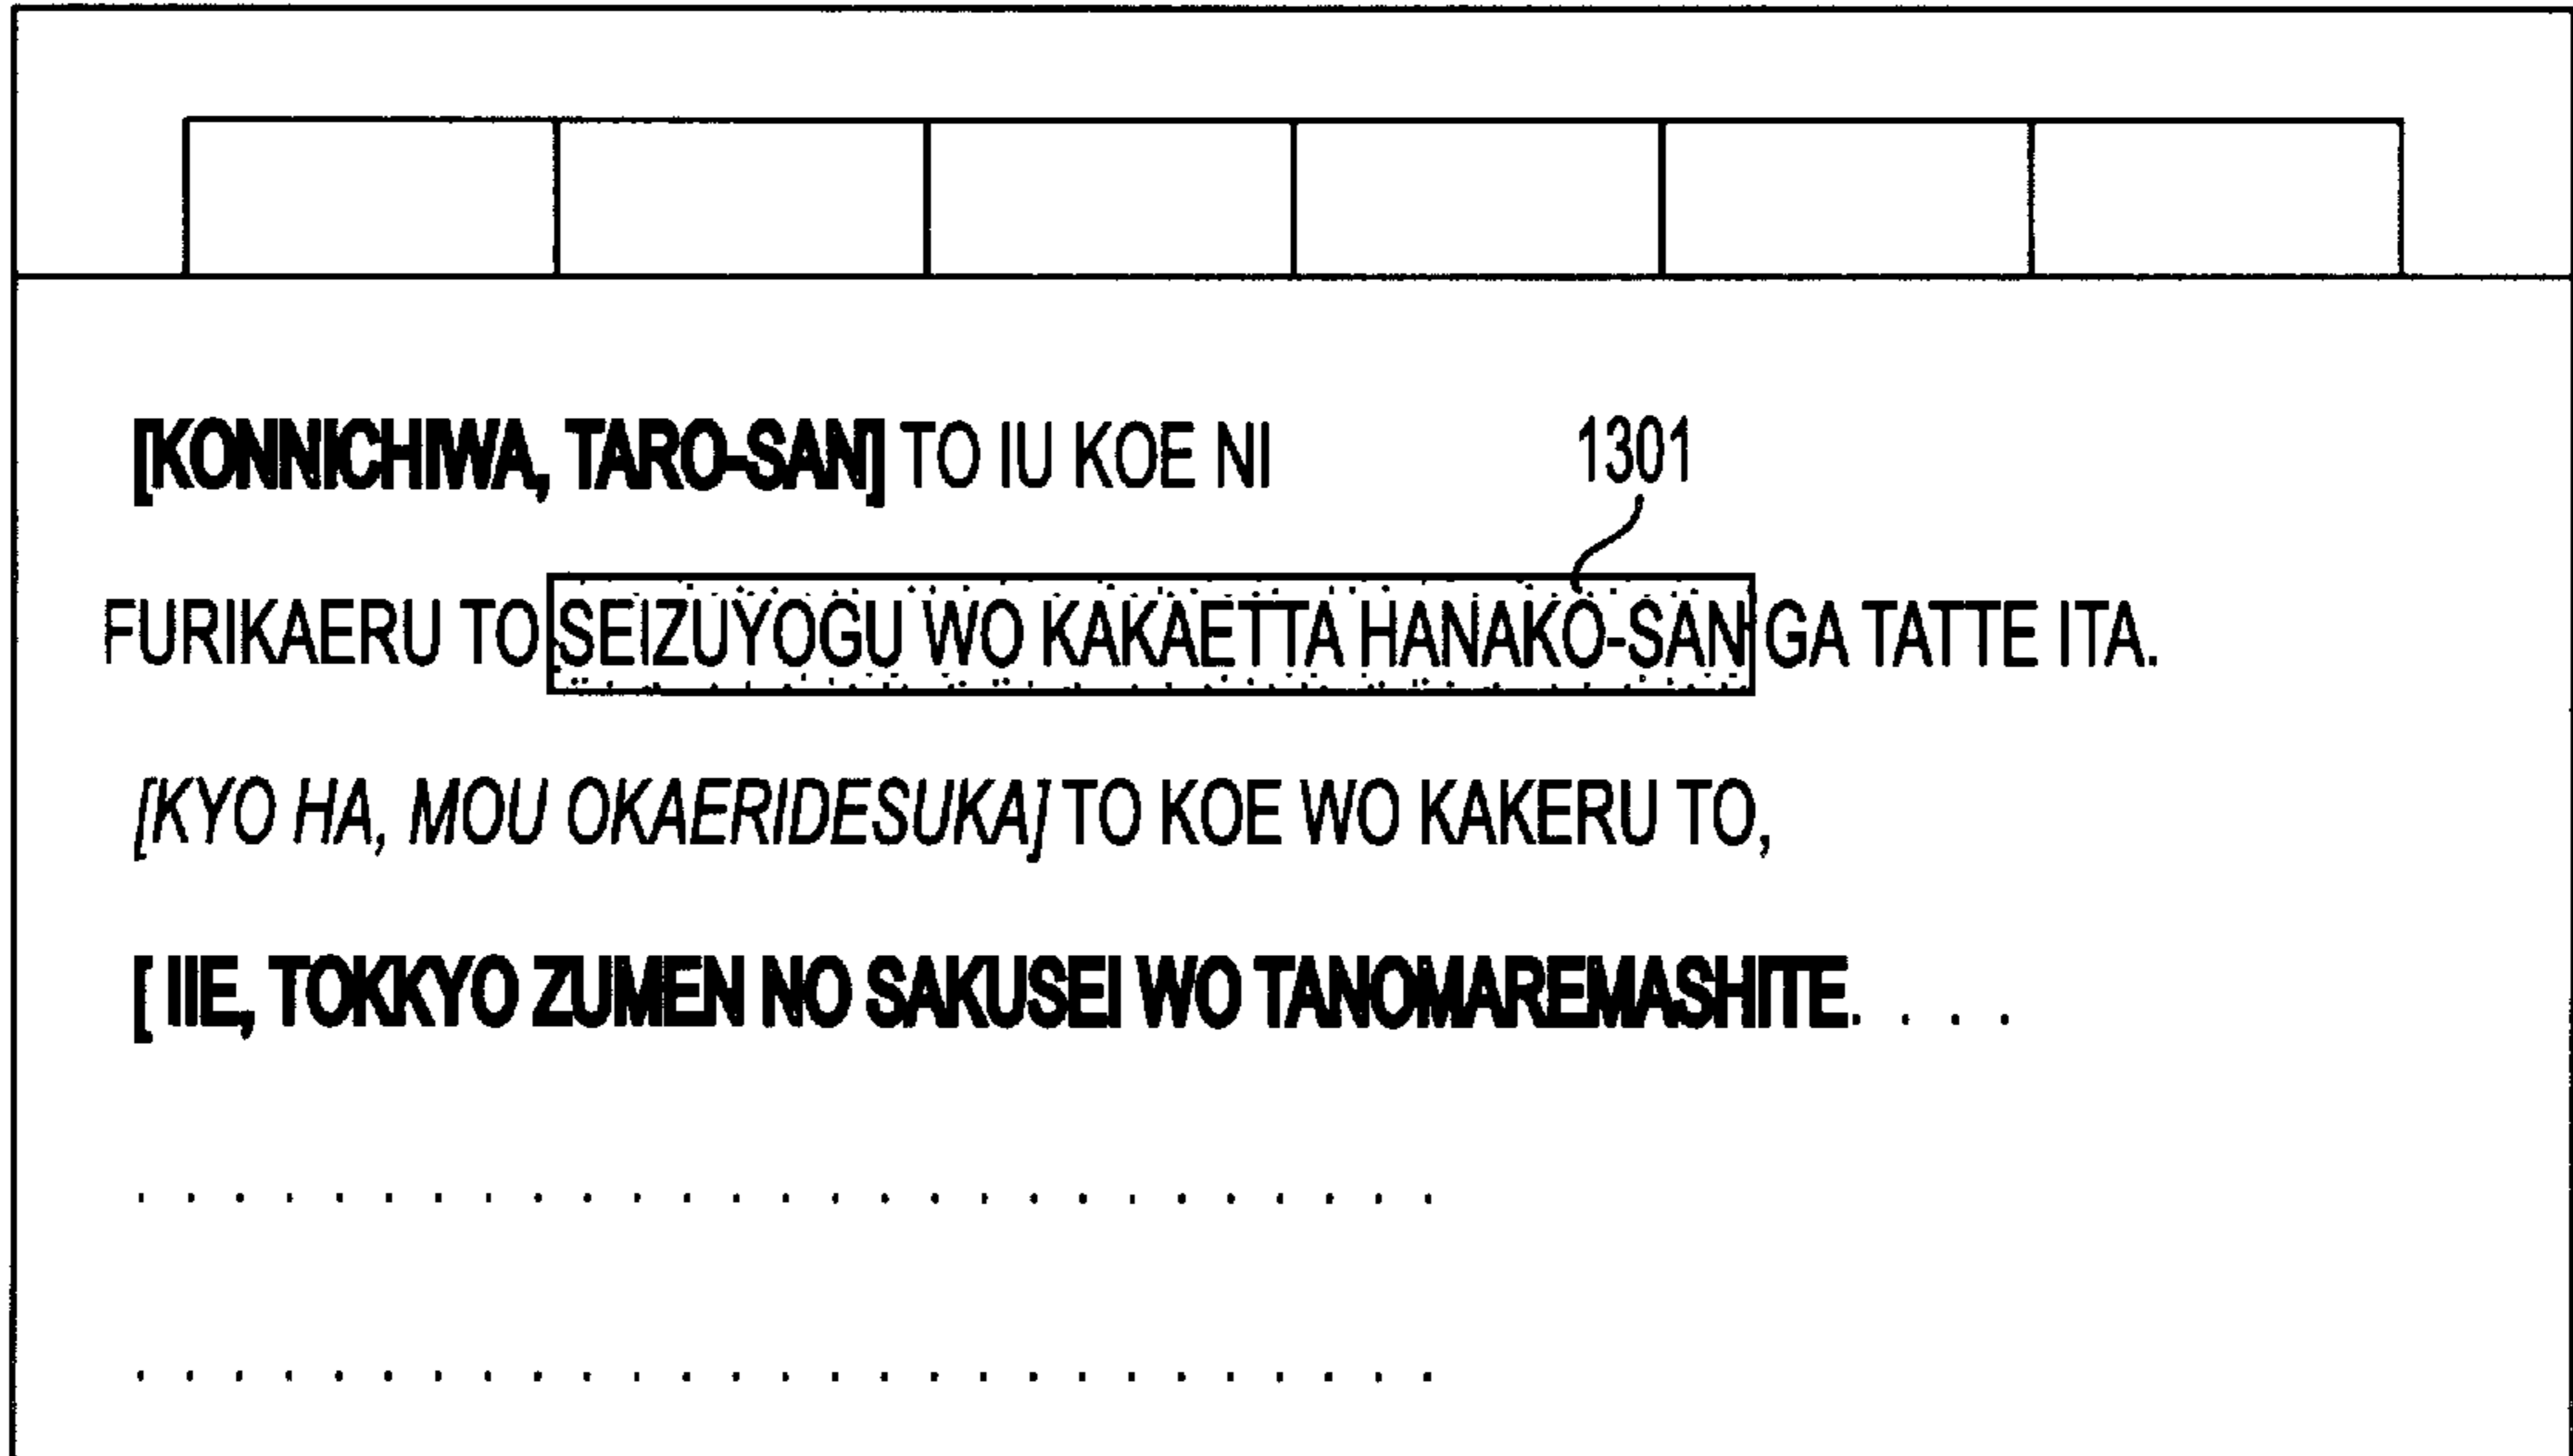 [KONNICHIWA, TARO-SAN] TO IU KOE NI
1301
FURIKAERU TO SEIZUYOGU WO KAKAETTA HANAKO-SAN GA TATTE ITA.
[KYO HA, MOU OKAERIDESUKA] TO KOE WO KAKERU TO,
[ IIE, TOKKYO ZUMEN NO SAKUSEI WO TANOMAREMASHITE. . . .
. . . . . . . . . . . . . . . . . . . . . . . . . . .
. . . . . . . . . . . . . . . . . . . . . . . . . . .